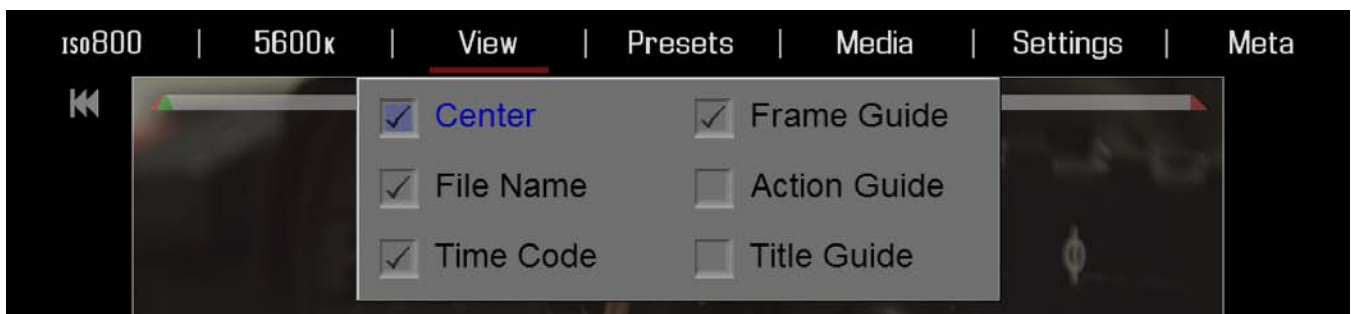 ISO800 | 5600K | View | Presets | Media | Settings | Meta
Center Frame Guide
File Name Action Guide
Time Code Title Guide